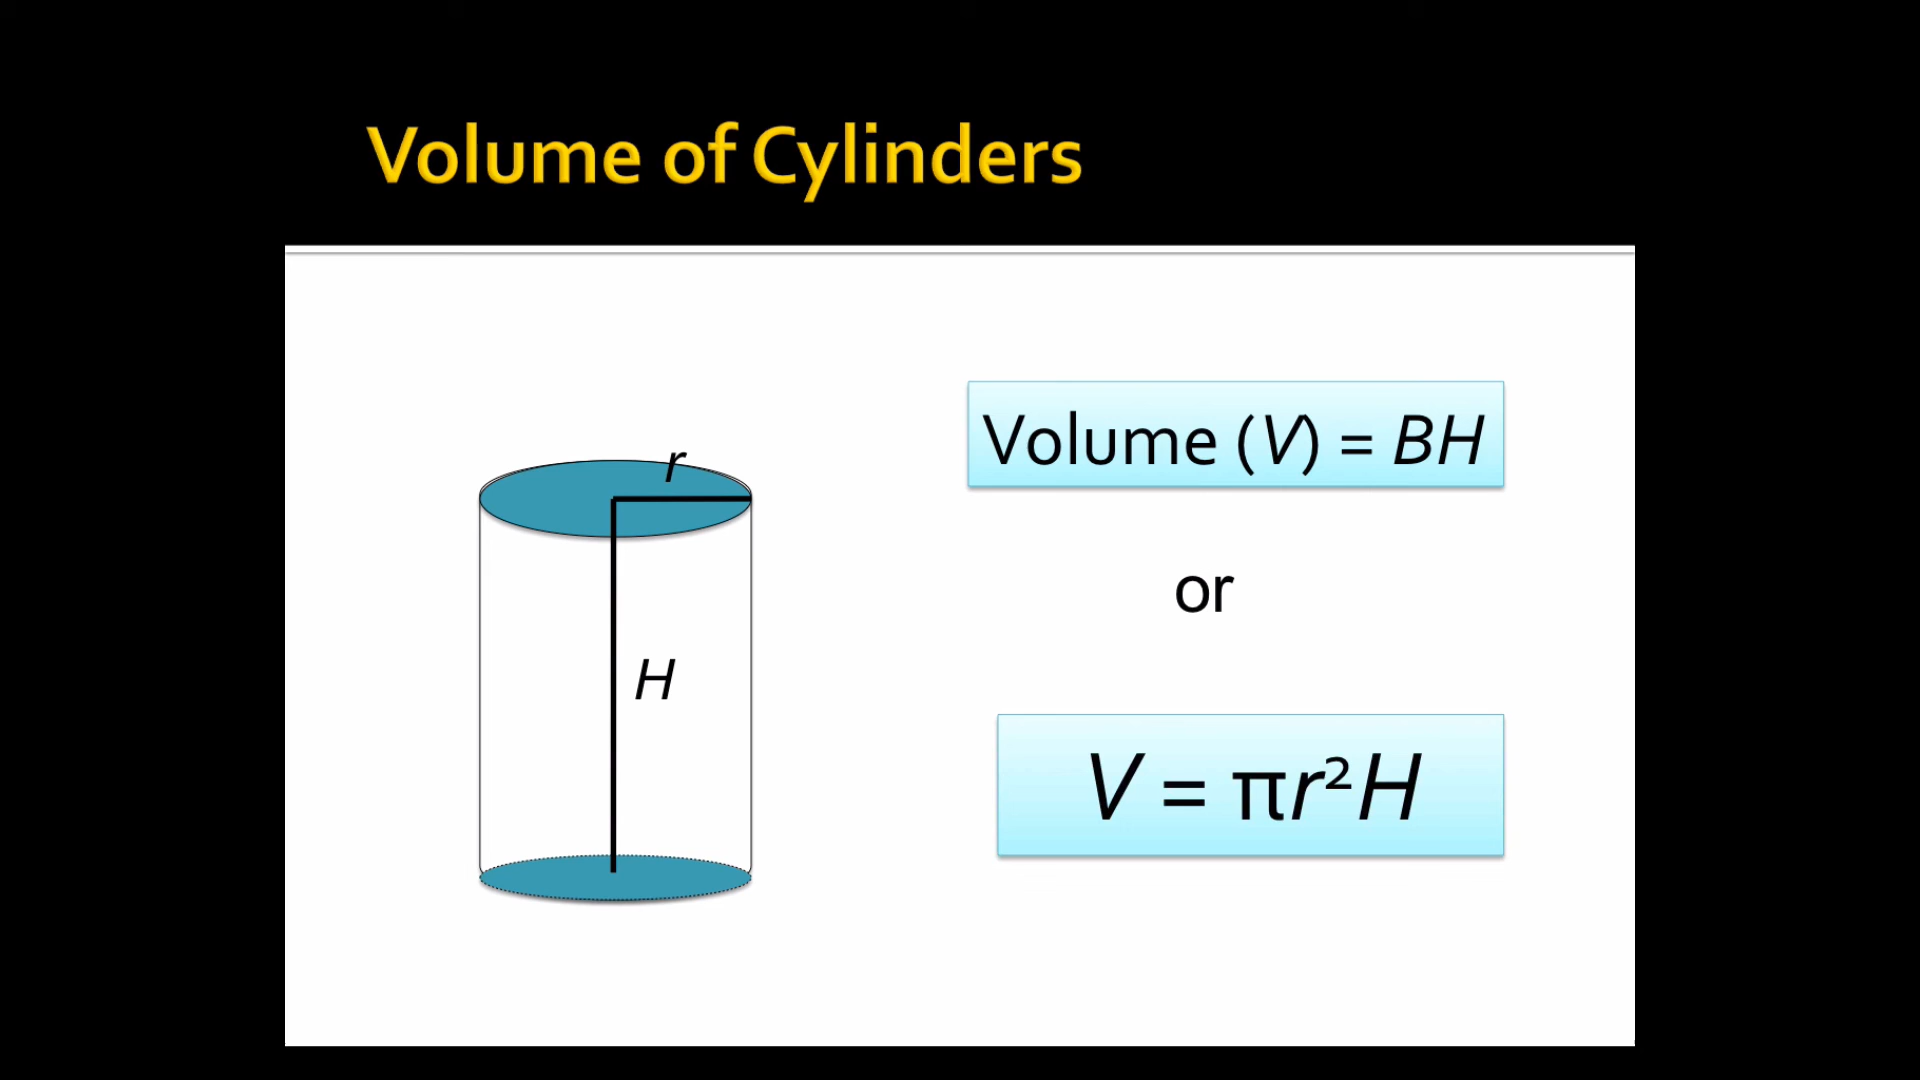 Volume of Cylinders
r
H
Volume (V) = BH
or
V = πr²H